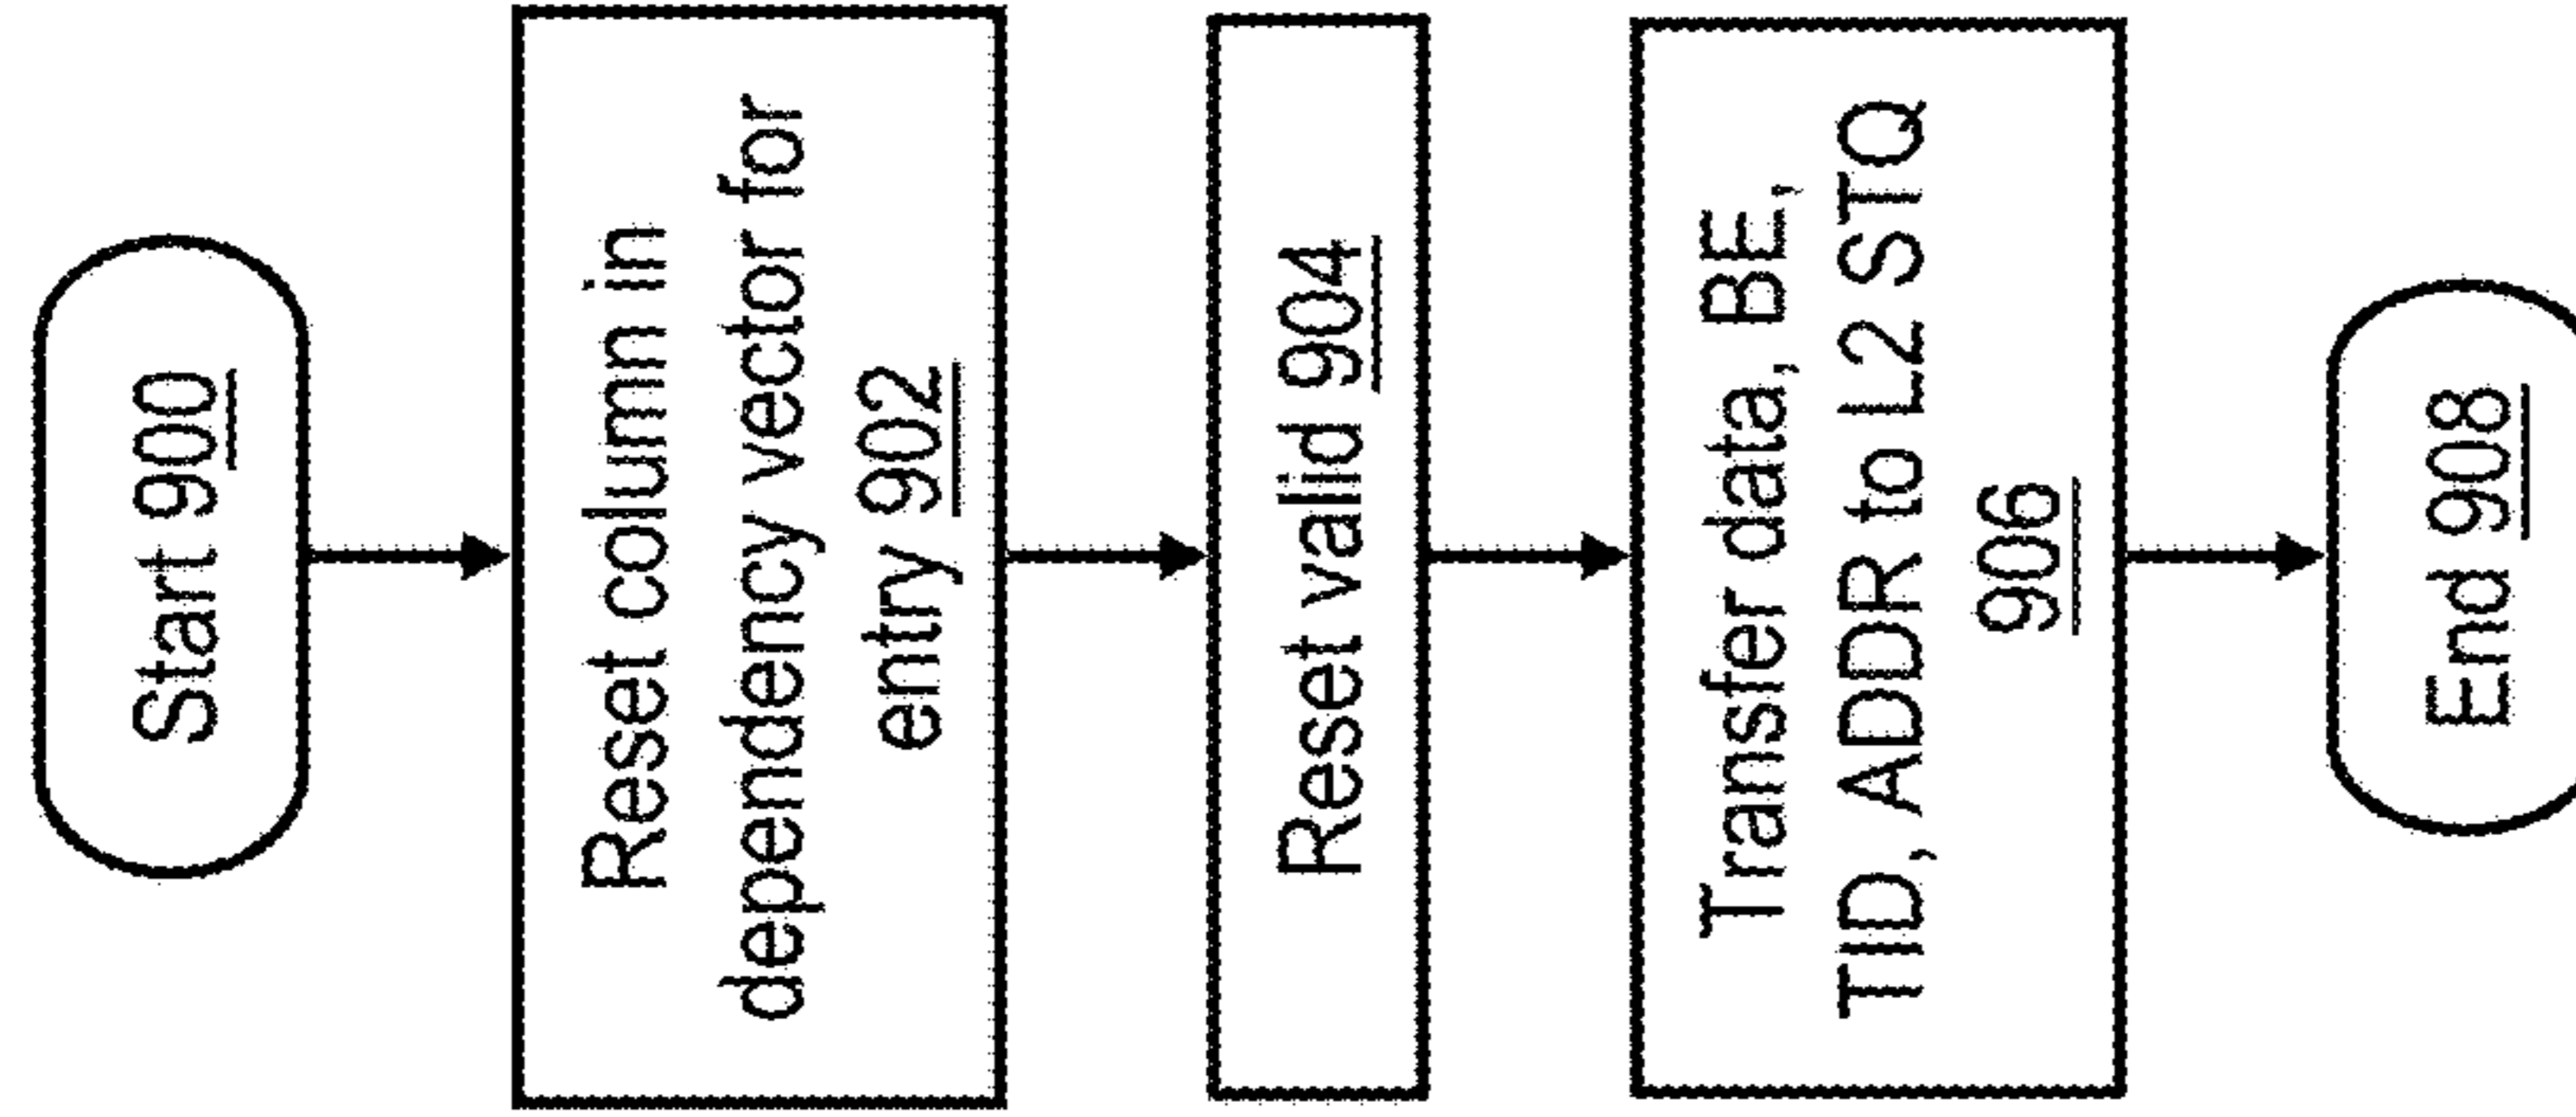 Start 900
Reset column in
dependency vector for
entry 902
Reset valid 904
Transfer data, BE,
TID, ADDR to L2 STQ
906
End 908